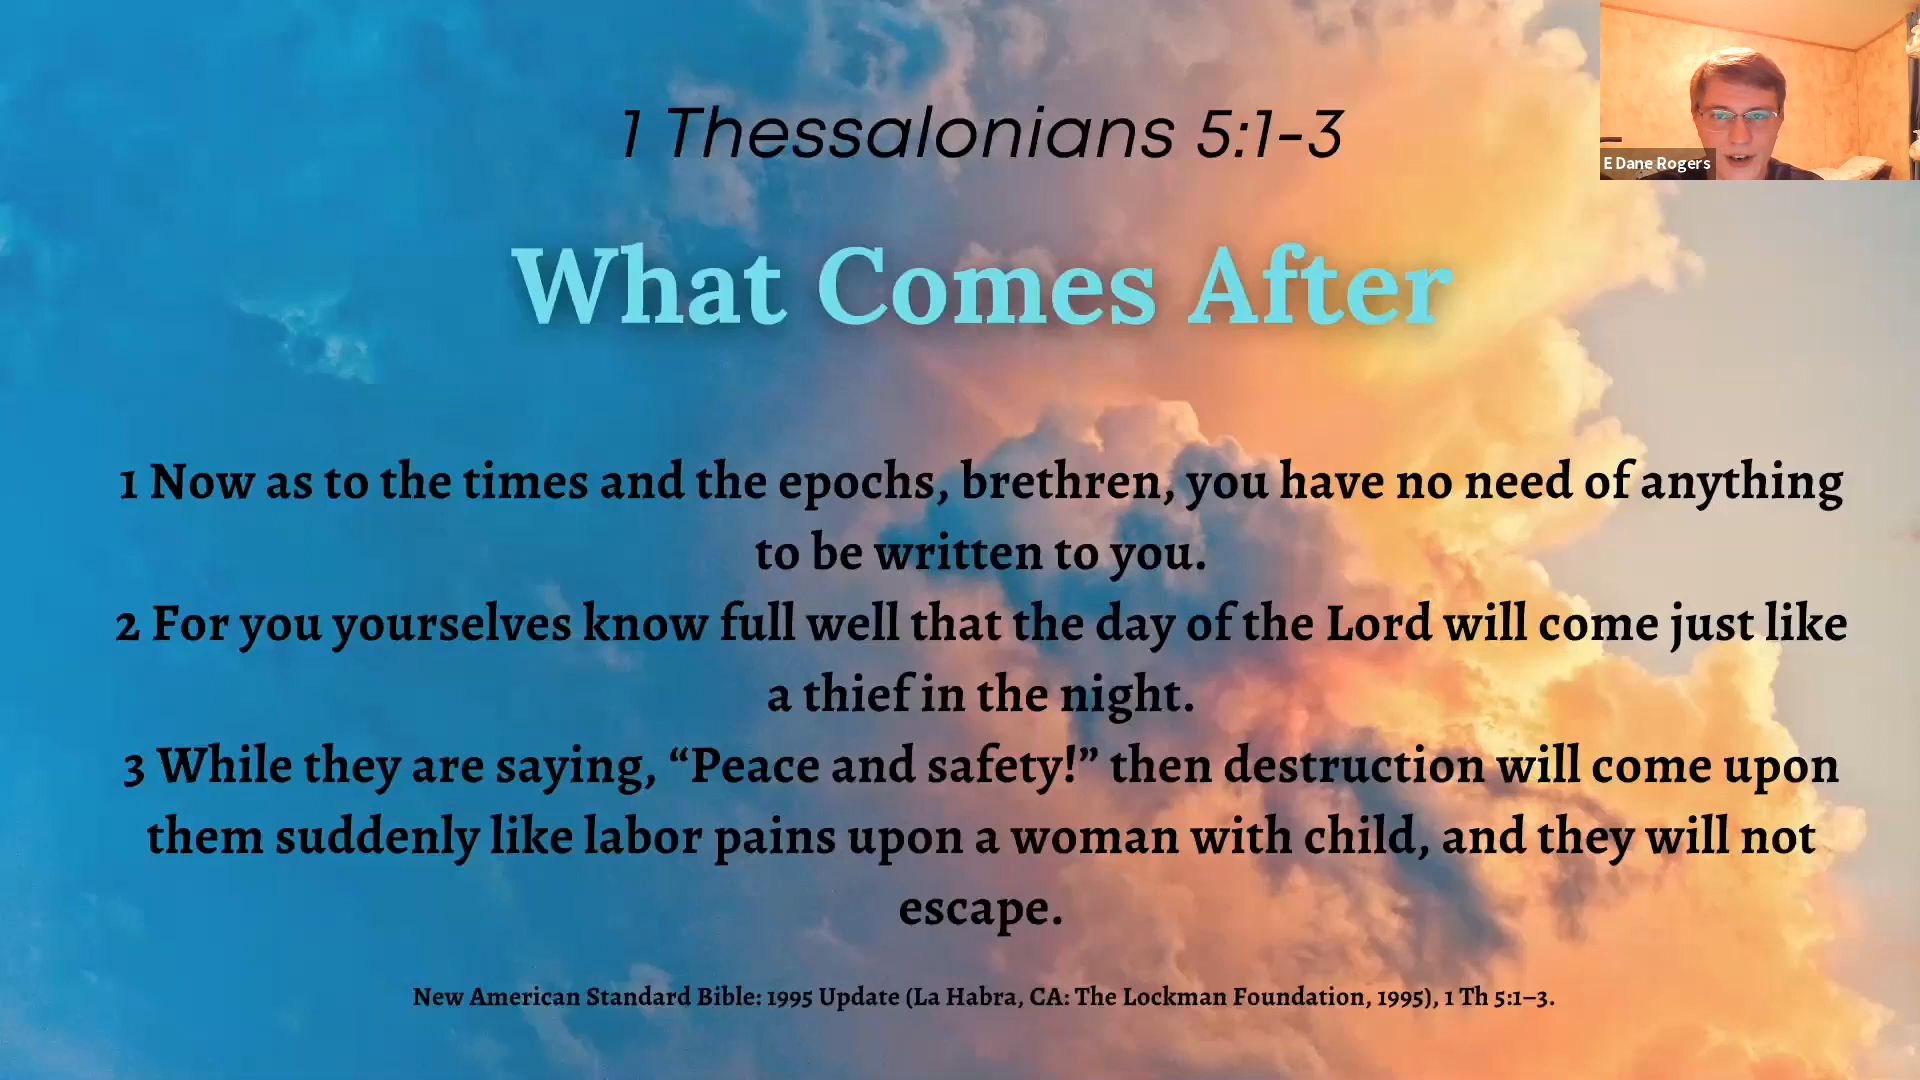 1 Thessalonians 5:1-3
E Dane Rogers
What Comes After
1 Now as to the times and the epochs, brethren, you have no need of anything
to be written to you.
2 For you yourselves know full well that the day of the Lord will come just like
a thief in the night.
3 While they are saying, “Peace and safety!” then destruction will come upon
them suddenly like labor pains upon a woman with child, and they will not
escape.
New American Standard Bible: 1995 Update (La Habra, CA: The Lockman Foundation, 1995), 1 Th 5:1–3.